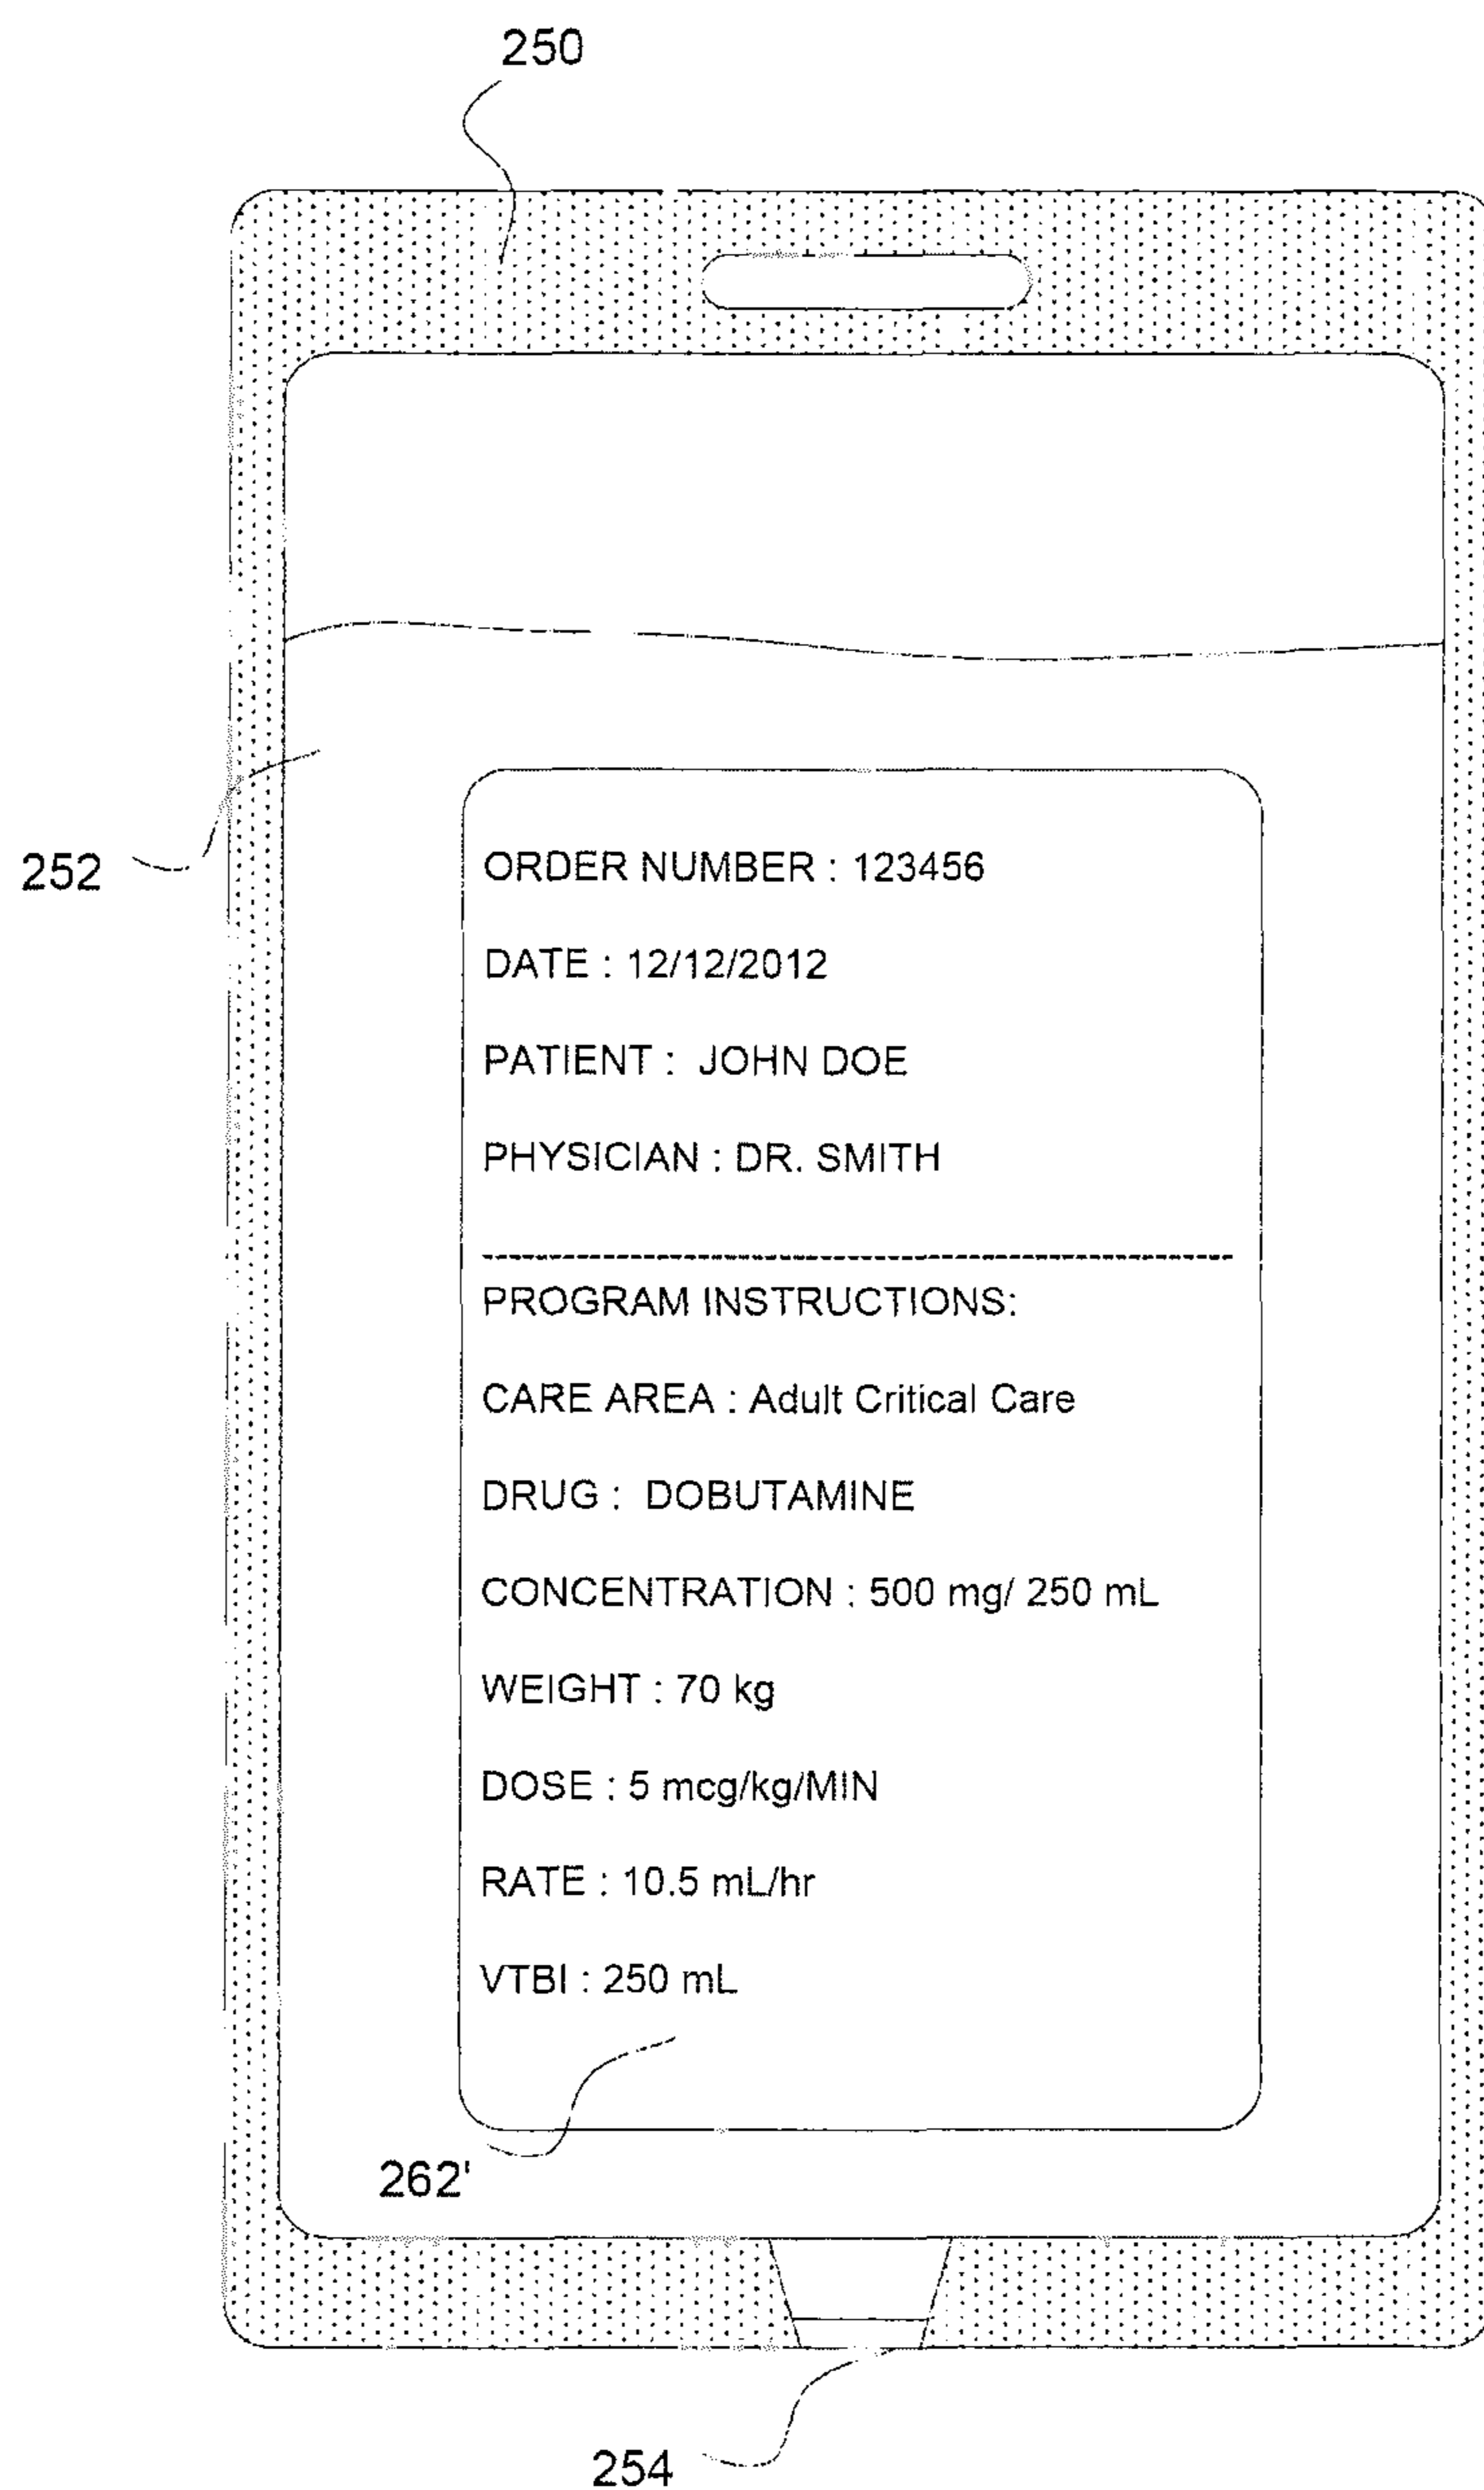 250
252
ORDER NUMBER : 123456
DATE : 12/12/2012
PATIENT : JOHN DOE
PHYSICIAN : DR. SMITH
PROGRAM INSTRUCTIONS:
CARE AREA : Adult Critical Care
DRUG : DOBUTAMINE
CONCENTRATION : 500 mg/ 250 mL
WEIGHT : 70 kg
DOSE : 5 mcg/kg/MIN
RATE : 10.5 mL/hr
VTBI : 250 mL
262'
254